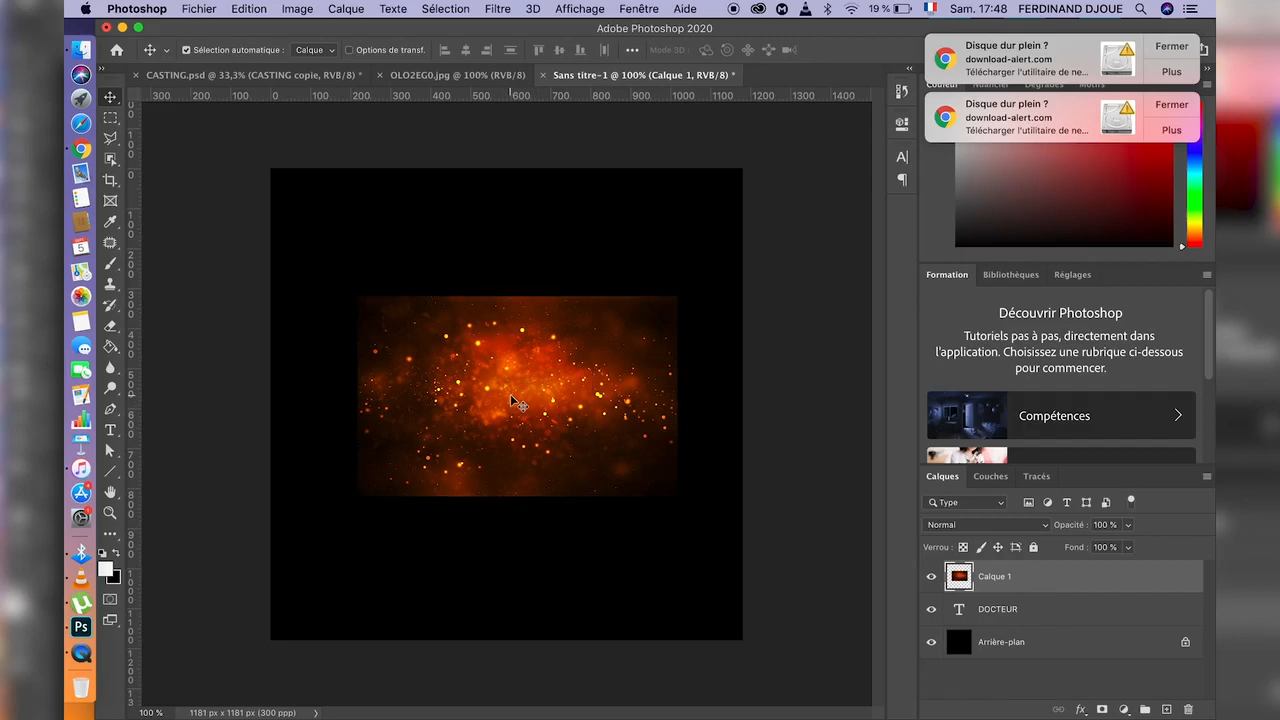 Photoshop Fichier Edition Image Calque Texte Sélection Filtre 3D Affichage Fenêtre Aide 19 % Sam. 17:48 FERDINAND DJOUE
Adobe Photoshop 2020
Sélection automatique : Calque Options de transf. Mode 3D :
CASTING.psd @ 33,3% (CASTING copie, RVB/8) * OLO2EG0.jpg @ 100% (RVB/8) Sans titre-1 @ 100% (Calque 1, RVB/8) *
300 200 100 0 100 200 300 400 500 600 700 800 900 1000 1100 1200 1300 1400
Disque dur plein ?
download-alert.com
Télécharger l'utilitaire de ne...
Fermer
Plus
Couleur Nuancier Dégradés Motifs
Disque dur plein ?
download-alert.com
Télécharger l'utilitaire de ne...
Fermer
Plus
Formation Bibliothèques Réglages
Découvrir Photoshop
Tutoriels pas à pas, directement dans
l'application. Choisissez une rubrique ci-dessous
pour commencer.
Compétences
Calques Couches Tracés
Type
Normal Opacité : 100 %
Verrou : Fond : 100 %
Calque 1
DOCTEUR
Arrière-plan
100 % 1181 px x 1181 px (300 ppp)